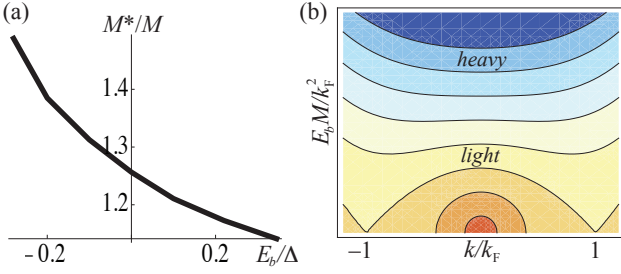 (a)
M*/M
1.4
1.3
1.2
- 0.2
0.2
E_b/Δ
(b)
E_b M/k_F^2
heavy
light
−1
k/k_F
1